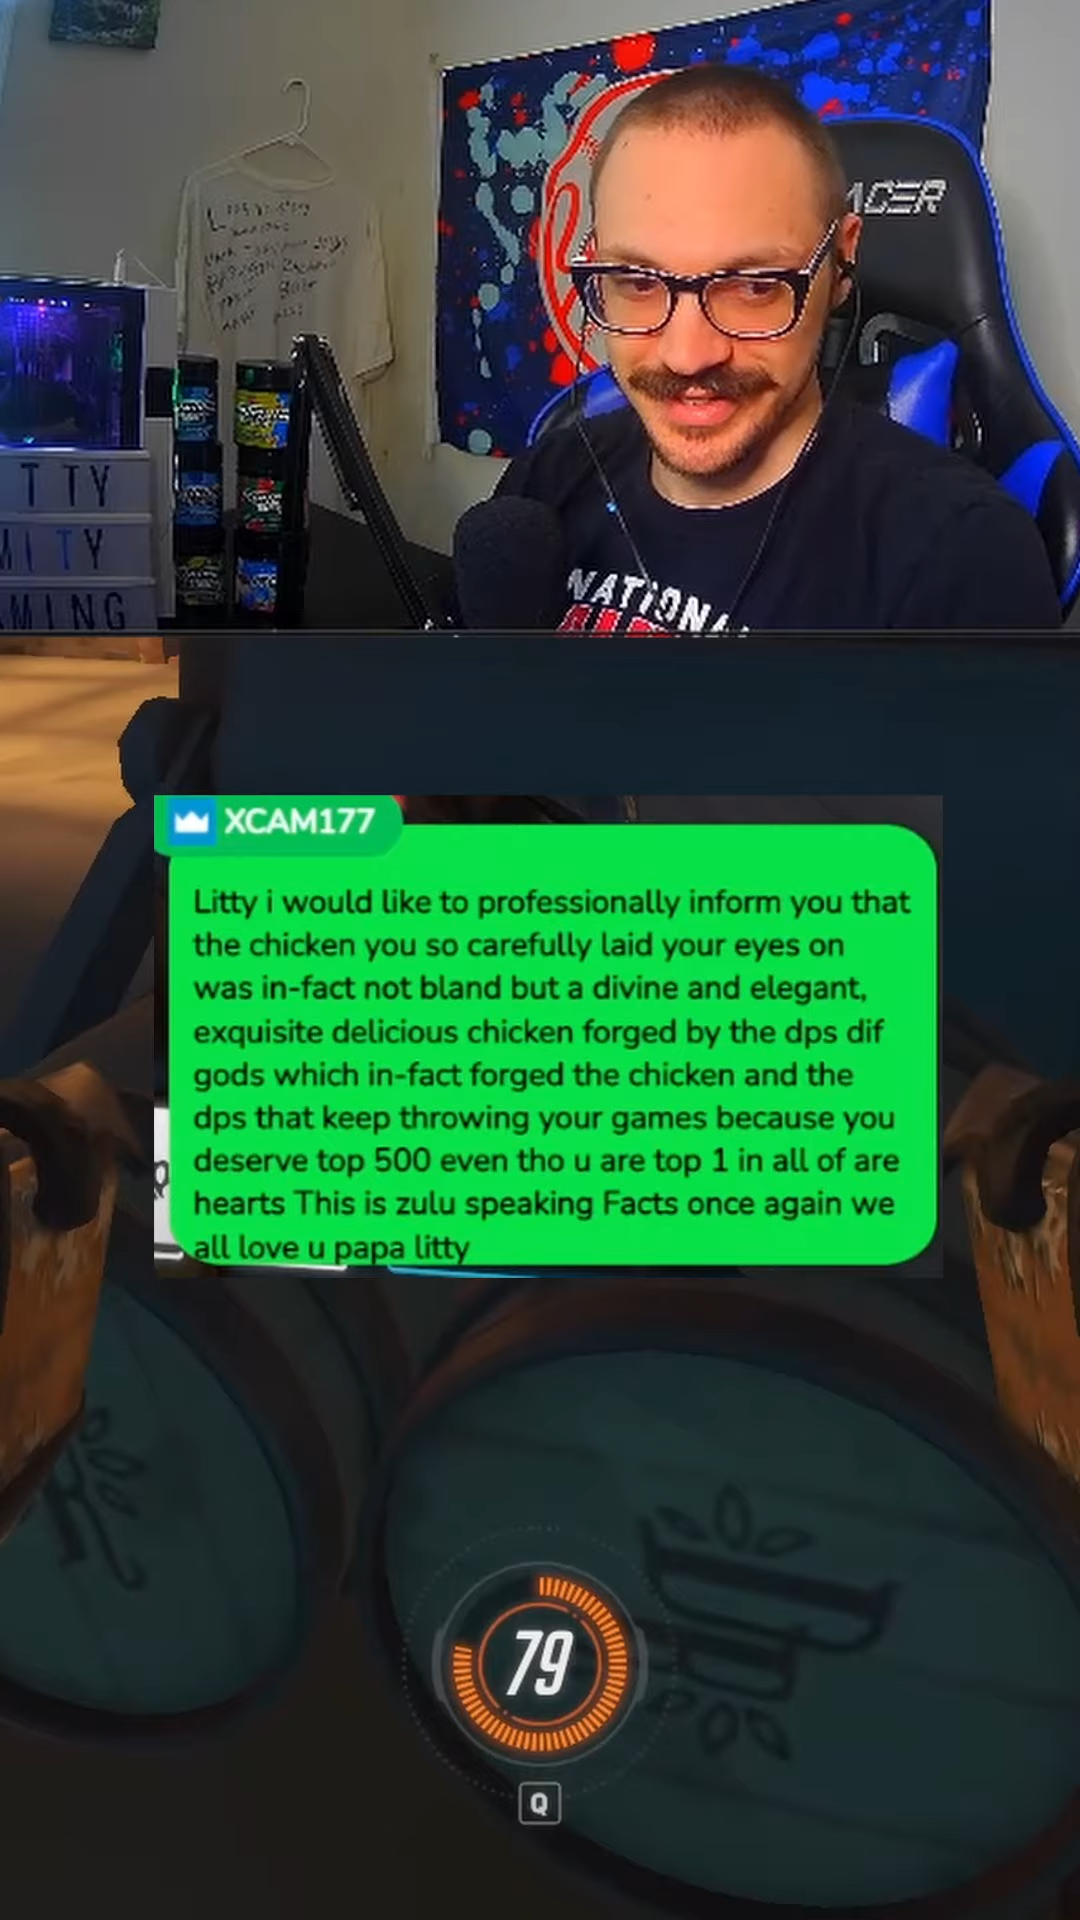 ACER
TTY
MITY
AMING
NATIONAL
XCAM177
Litty i would like to professionally inform you that
the chicken you so carefully laid your eyes on
was in-fact not bland but a divine and elegant,
exquisite delicious chicken forged by the dps dif
gods which in-fact forged the chicken and the
dps that keep throwing your games because you
deserve top 500 even tho u are top 1 in all of are
hearts This is zulu speaking Facts once again we
all love u papa litty
79
Q